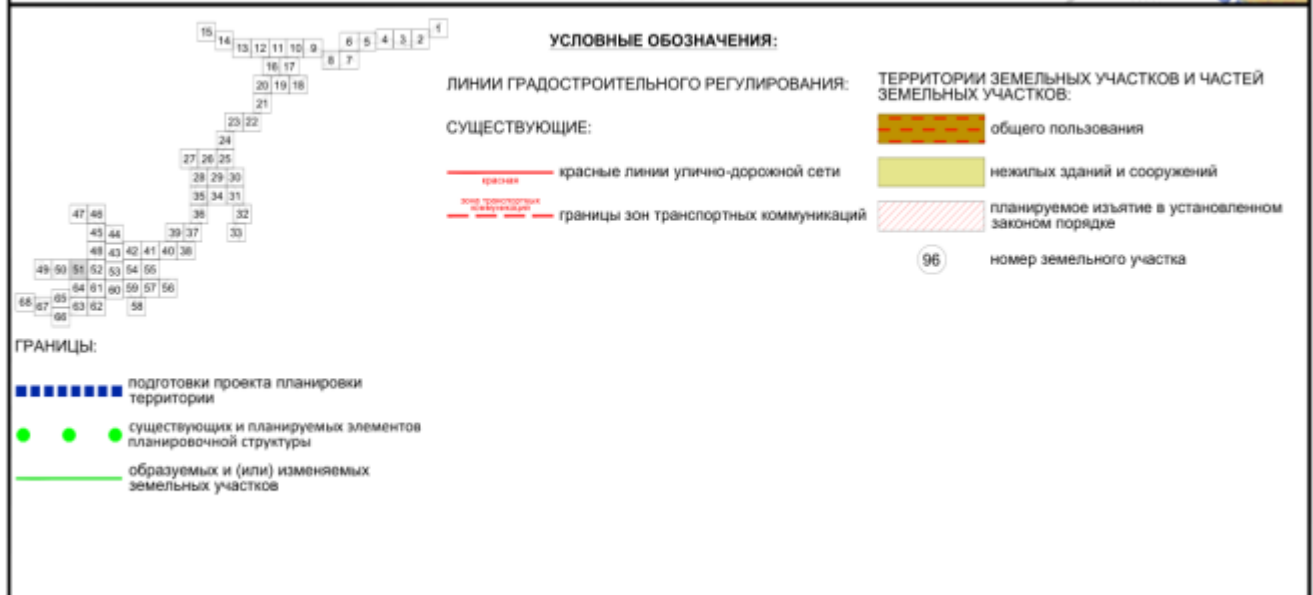 15
14 13 12 11 10 9 8 7 6 5 4 3 2 1
16 17
20 19 18
21
23 22
24
27 26 25
28 29 30
35 34 31
47 46 36 32
45 44 39 37 33
48 43 42 41 40 38
49 50 51 52 53 54 55
64 61 60 59 57 56
68 67 65 63 62 58
66
УСЛОВНЫЕ ОБОЗНАЧЕНИЯ:
ЛИНИИ ГРАДОСТРОИТЕЛЬНОГО РЕГУЛИРОВАНИЯ:
СУЩЕСТВУЮЩИЕ:
красная
красные линии улично-дорожной сети
зона транспортных
коммуникаций
границы зон транспортных коммуникаций
ТЕРРИТОРИИ ЗЕМЕЛЬНЫХ УЧАСТКОВ И ЧАСТЕЙ
ЗЕМЕЛЬНЫХ УЧАСТКОВ:
общего пользования
нежилых зданий и сооружений
планируемое изъятие в установленном
законом порядке
96 номер земельного участка
ГРАНИЦЫ:
подготовки проекта планировки
территории
существующих и планируемых элементов
планировочной структуры
образуемых и (или) изменяемых
земельных участков